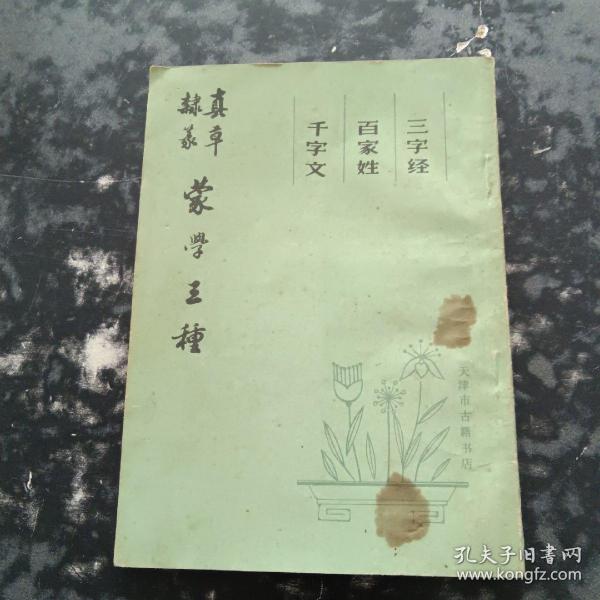 三字经
百家姓
千字文
真草
隸篆
蒙學三種
天津市古籍书店
孔夫子旧书网
www.kongfz.com